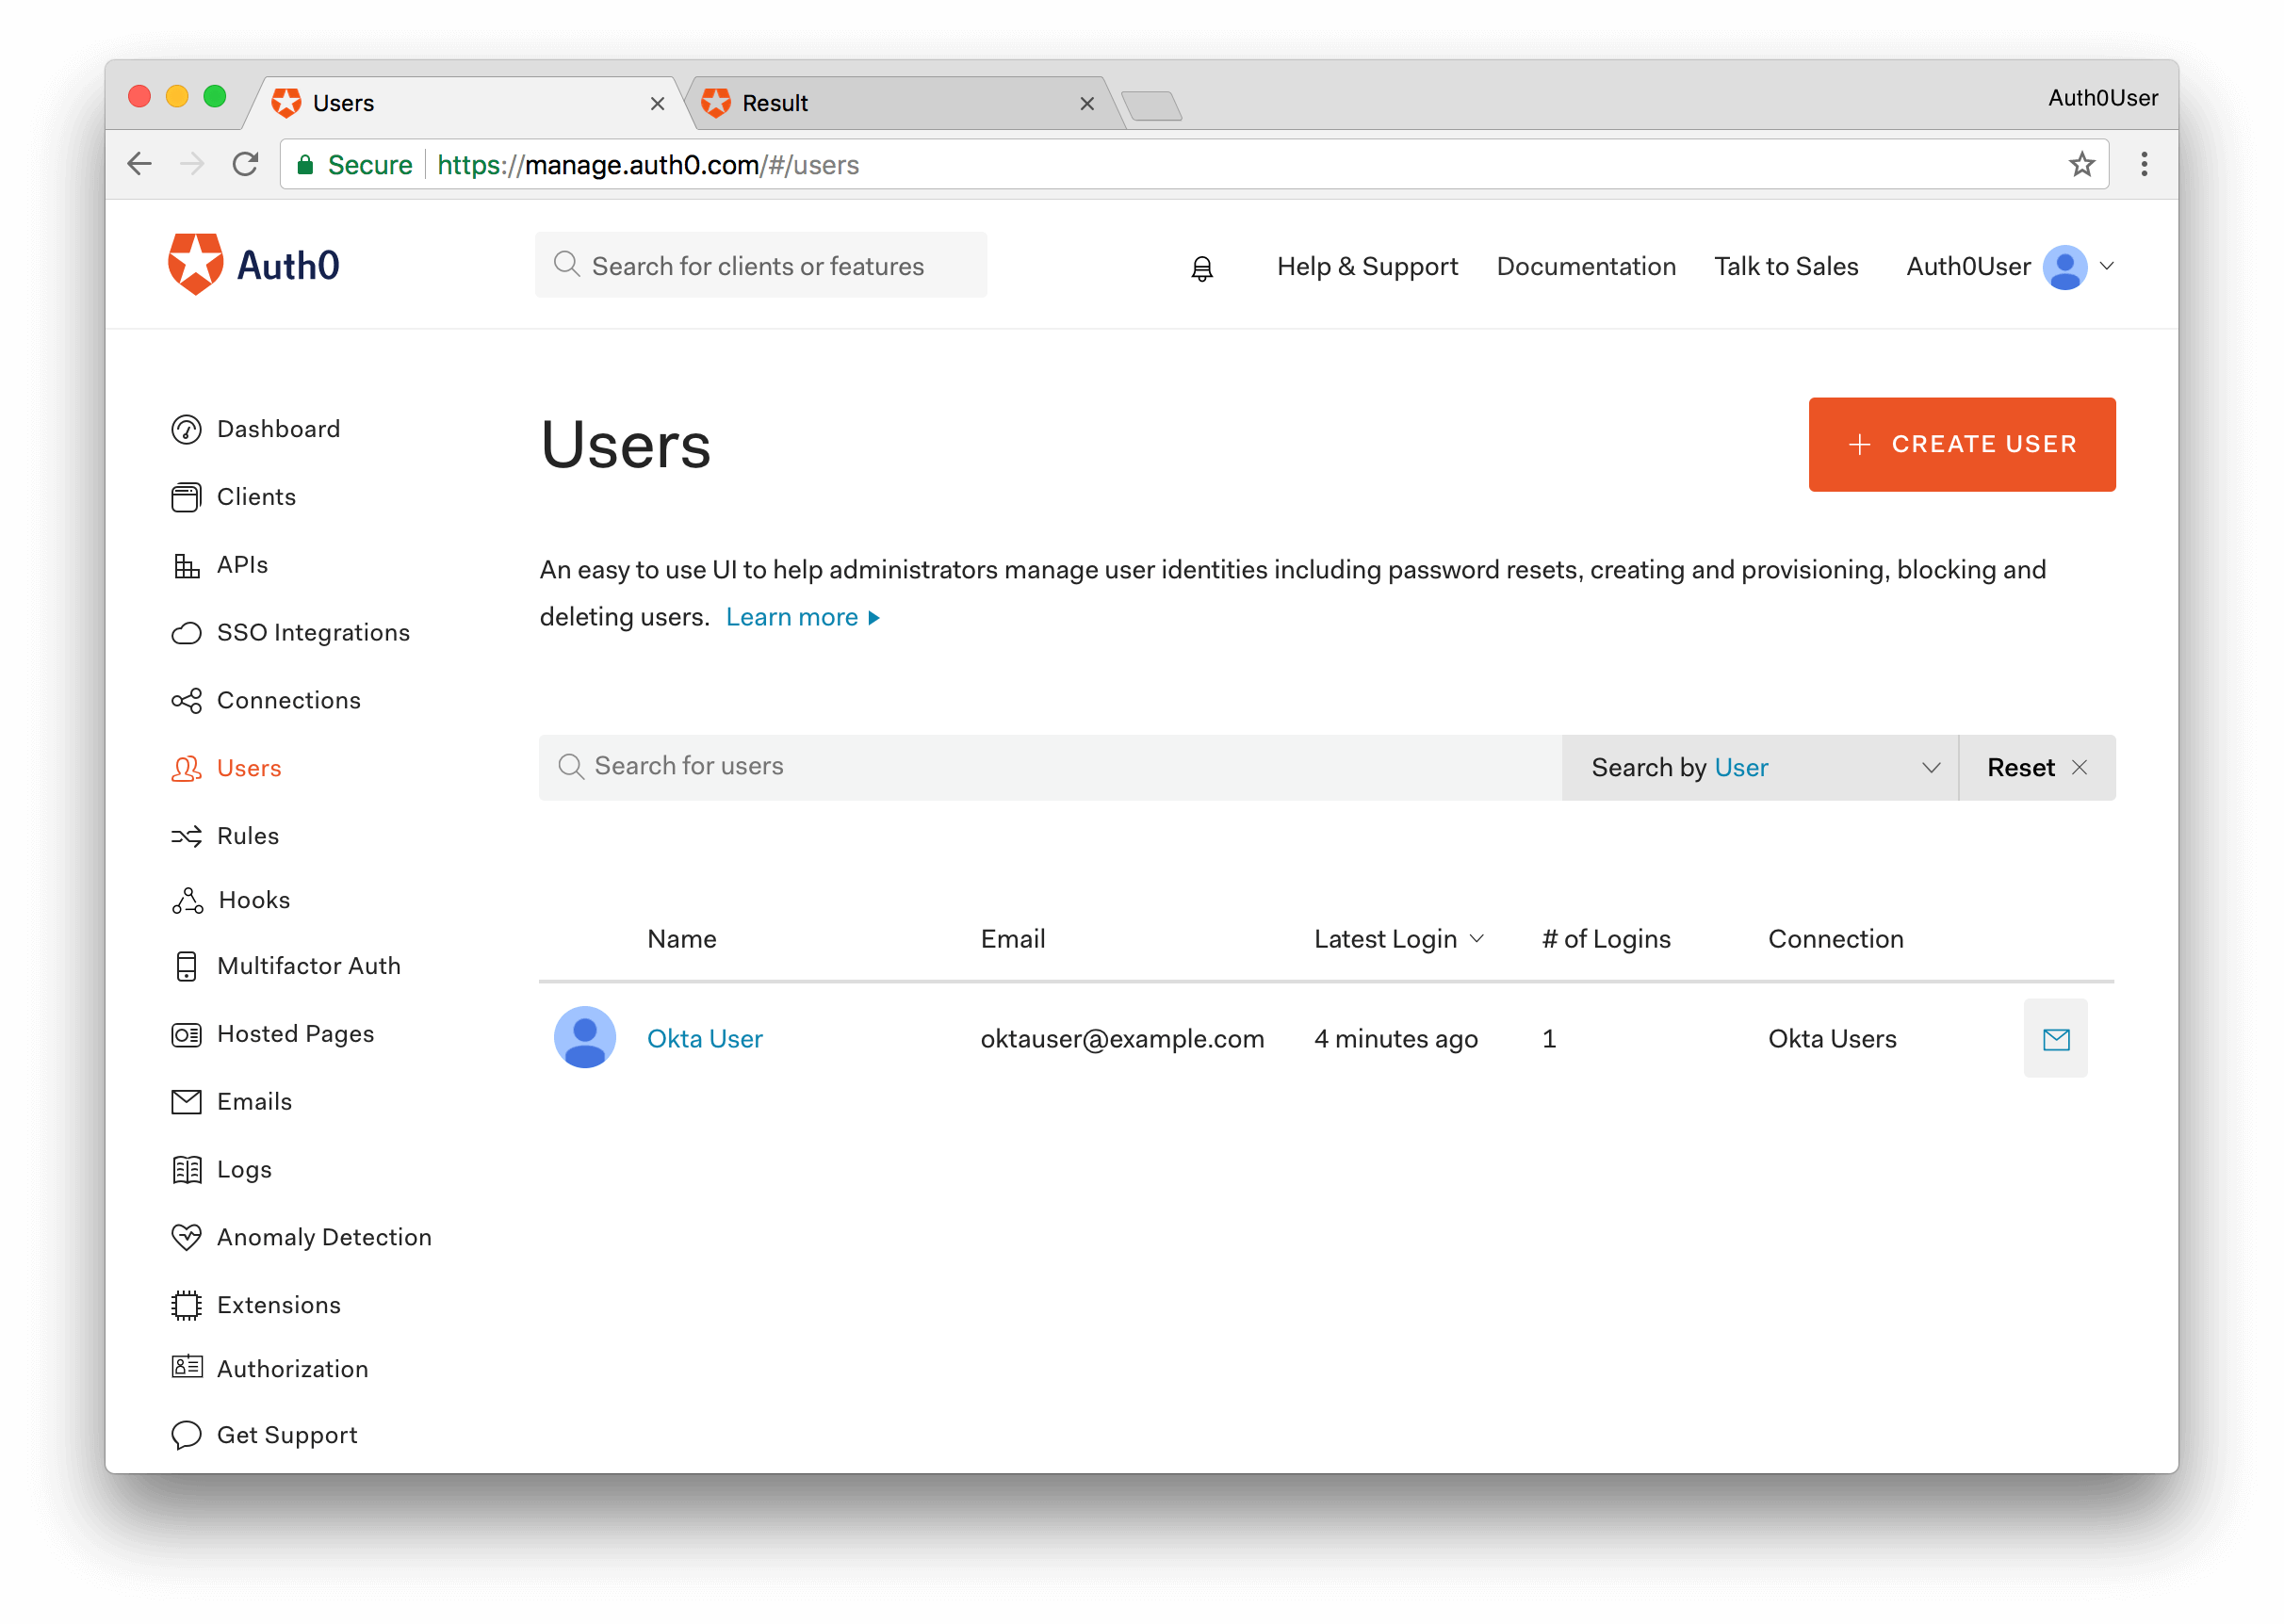 Users
Result
Auth0User
Secure
https://manage.auth0.com/#/users
Auth0
Search for clients or features
Help & Support
Documentation
Talk to Sales
Auth0User
Dashboard
Clients
APIs
SSO Integrations
Connections
Users
Rules
Hooks
Multifactor Auth
Hosted Pages
Emails
Logs
Anomaly Detection
Extensions
Authorization
Get Support
Users
CREATE USER
An easy to use UI to help administrators manage user identities including password resets, creating and provisioning, blocking and
deleting users. Learn more
Search for users
Search by User
Reset
Name Email Latest Login # of Logins Connection
Okta User oktauser@example.com 4 minutes ago 1 Okta Users